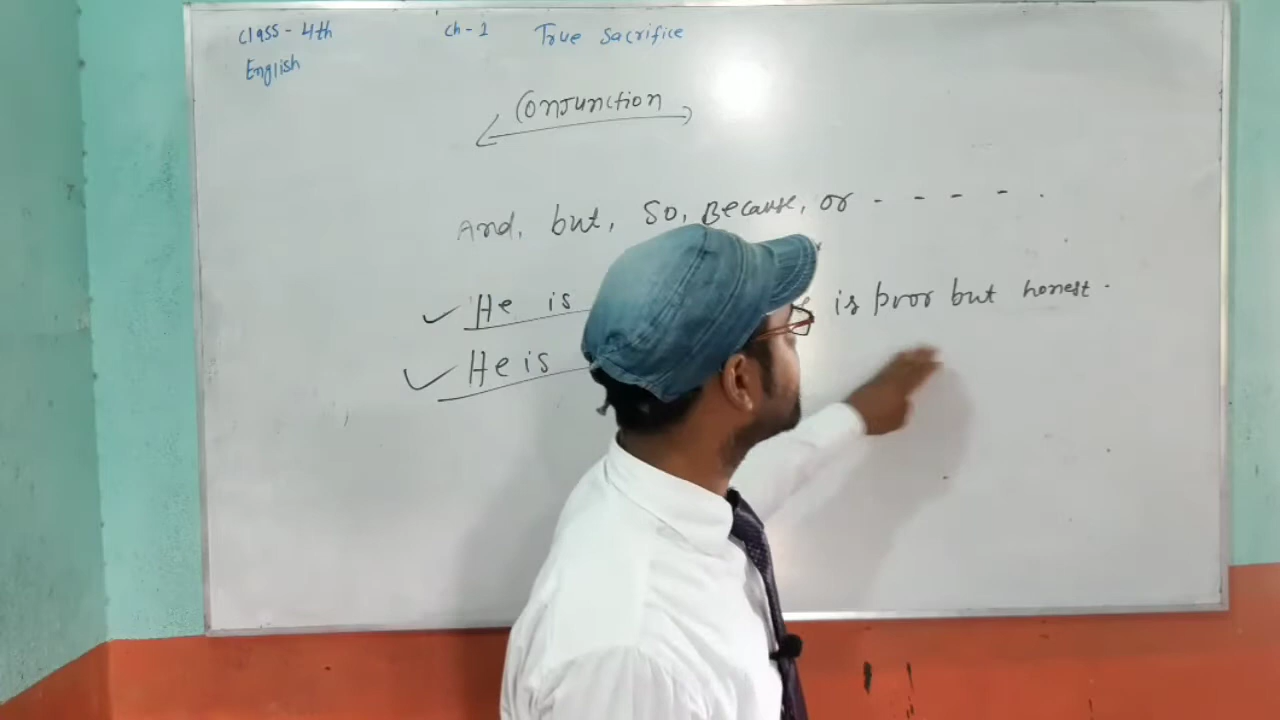 Class - 4th Ch - 1 True Sacrifice
English
Conjunction
And, but, So, Because, or - - - - .
He is is poor but honest .
He is